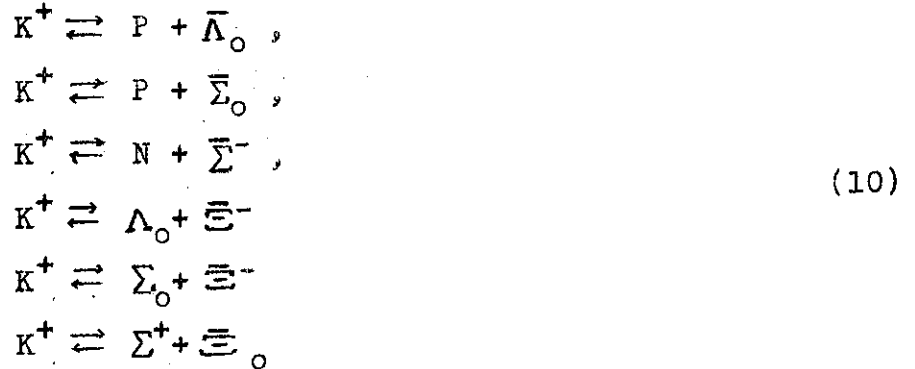 K⁺ ⇄ P + Λ̄₀ ,
K⁺ ⇄ P + Σ̄₀ ,
K⁺ ⇄ N + Σ̄⁻ ,
(10)
K⁺ ⇄ Λ₀ + Ξ̄⁻
K⁺ ⇄ Σ₀ + Ξ̄⁻
K⁺ ⇄ Σ⁺ + Ξ̄₀